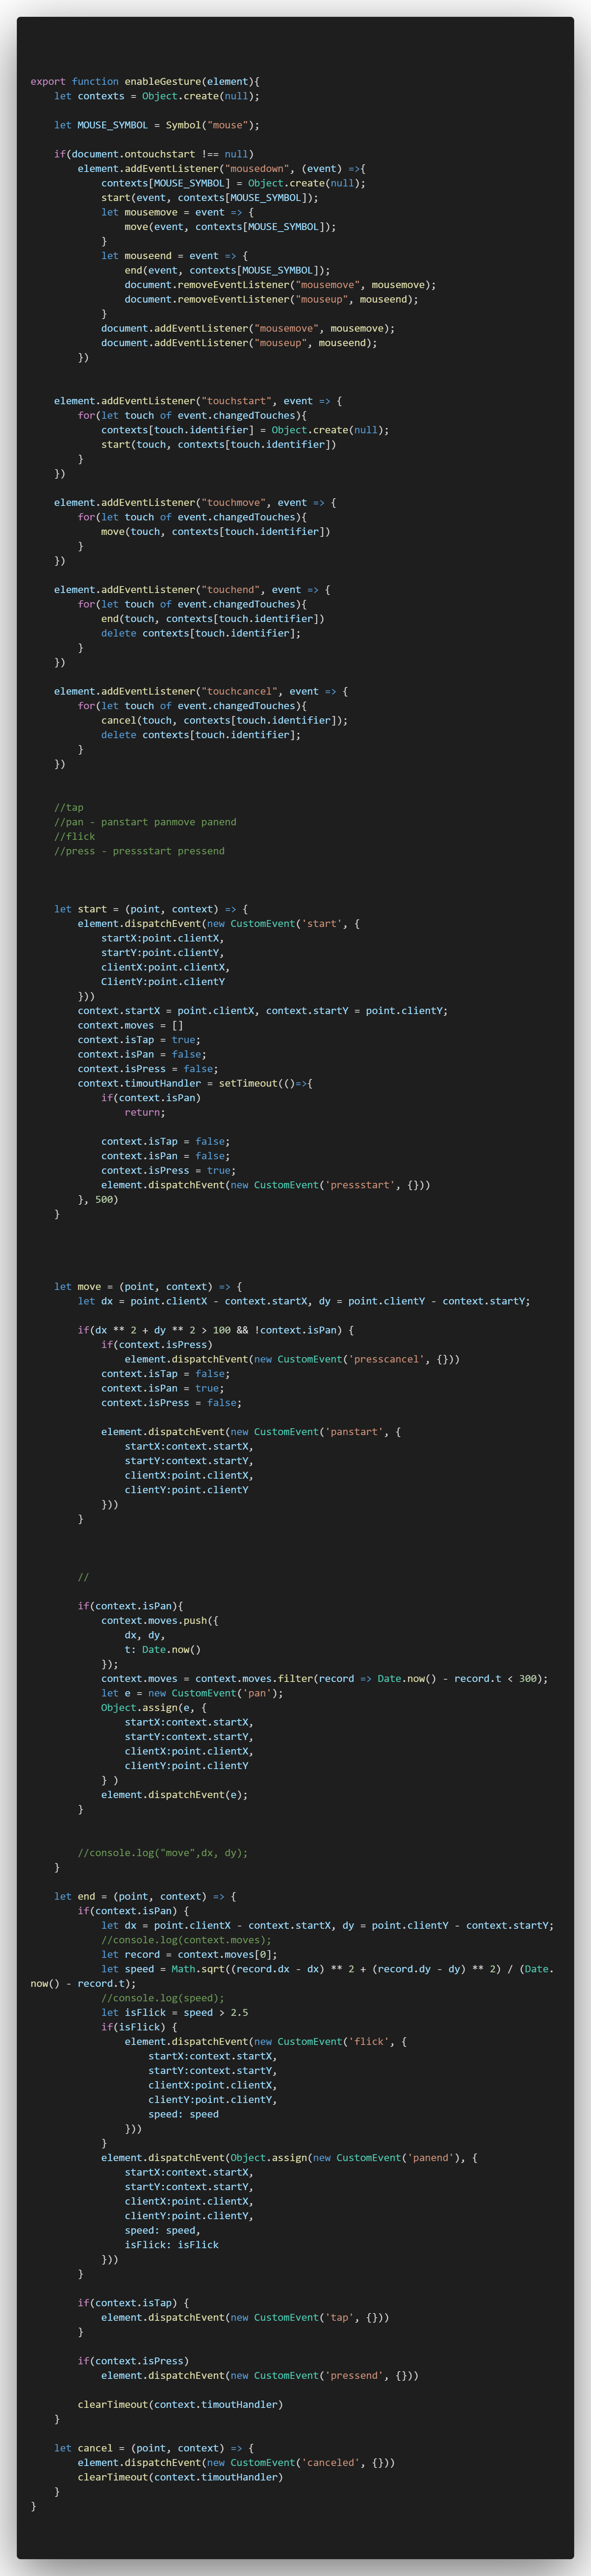 export function enableGesture(element){
    let contexts = Object.create(null);

    let MOUSE_SYMBOL = Symbol("mouse");

    if(document.ontouchstart !== null)
        element.addEventListener("mousedown", (event) =>{
            contexts[MOUSE_SYMBOL] = Object.create(null);
            start(event, contexts[MOUSE_SYMBOL]);
            let mousemove = event => {
                move(event, contexts[MOUSE_SYMBOL]);
            }
            let mouseend = event => {
                end(event, contexts[MOUSE_SYMBOL]);
                document.removeEventListener("mousemove", mousemove);
                document.removeEventListener("mouseup", mouseend);
            }
            document.addEventListener("mousemove", mousemove);
            document.addEventListener("mouseup", mouseend);
        })


    element.addEventListener("touchstart", event => {
        for(let touch of event.changedTouches){
            contexts[touch.identifier] = Object.create(null);
            start(touch, contexts[touch.identifier])
        }
    })

    element.addEventListener("touchmove", event => {
        for(let touch of event.changedTouches){
            move(touch, contexts[touch.identifier])
        }
    })

    element.addEventListener("touchend", event => {
        for(let touch of event.changedTouches){
            end(touch, contexts[touch.identifier])
            delete contexts[touch.identifier];
        }
    })

    element.addEventListener("touchcancel", event => {
        for(let touch of event.changedTouches){
            cancel(touch, contexts[touch.identifier]);
            delete contexts[touch.identifier];
        }
    })


    //tap
    //pan - panstart panmove panend
    //flick
    //press - pressstart pressend



    let start = (point, context) => {
        element.dispatchEvent(new CustomEvent('start', {
            startX:point.clientX,
            startY:point.clientY,
            clientX:point.clientX,
            ClientY:point.clientY
        }))
        context.startX = point.clientX, context.startY = point.clientY;
        context.moves = []
        context.isTap = true;
        context.isPan = false;
        context.isPress = false;
        context.timoutHandler = setTimeout(()=>{
            if(context.isPan)
                return;

            context.isTap = false;
            context.isPan = false;
            context.isPress = true;
            element.dispatchEvent(new CustomEvent('pressstart', {}))
        }, 500)
    }




    let move = (point, context) => {
        let dx = point.clientX - context.startX, dy = point.clientY - context.startY;

        if(dx ** 2 + dy ** 2 > 100 && !context.isPan) {
            if(context.isPress)
                element.dispatchEvent(new CustomEvent('presscancel', {}))
            context.isTap = false;
            context.isPan = true;
            context.isPress = false;

            element.dispatchEvent(new CustomEvent('panstart', {
                startX:context.startX,
                startY:context.startY,
                clientX:point.clientX,
                clientY:point.clientY
            }))
        }



        //

        if(context.isPan){
            context.moves.push({
                dx, dy,
                t: Date.now()
            });
            context.moves = context.moves.filter(record => Date.now() - record.t < 300);
            let e = new CustomEvent('pan');
            Object.assign(e, {
                startX:context.startX,
                startY:context.startY,
                clientX:point.clientX,
                clientY:point.clientY
            } )
            element.dispatchEvent(e);
        }


        //console.log("move",dx, dy);
    }

    let end = (point, context) => {
        if(context.isPan) {
            let dx = point.clientX - context.startX, dy = point.clientY - context.startY;
            //console.log(context.moves);
            let record = context.moves[0];
            let speed = Math.sqrt((record.dx - dx) ** 2 + (record.dy - dy) ** 2) / (Date.
now() - record.t);
            //console.log(speed);
            let isFlick = speed > 2.5
            if(isFlick) {
                element.dispatchEvent(new CustomEvent('flick', {
                    startX:context.startX,
                    startY:context.startY,
                    clientX:point.clientX,
                    clientY:point.clientY,
                    speed: speed
                }))
            }
            element.dispatchEvent(Object.assign(new CustomEvent('panend'), {
                startX:context.startX,
                startY:context.startY,
                clientX:point.clientX,
                clientY:point.clientY,
                speed: speed,
                isFlick: isFlick
            }))
        }

        if(context.isTap) {
            element.dispatchEvent(new CustomEvent('tap', {}))
        }

        if(context.isPress)
            element.dispatchEvent(new CustomEvent('pressend', {}))

        clearTimeout(context.timoutHandler)
    }

    let cancel = (point, context) => {
        element.dispatchEvent(new CustomEvent('canceled', {}))
        clearTimeout(context.timoutHandler)
    }
}